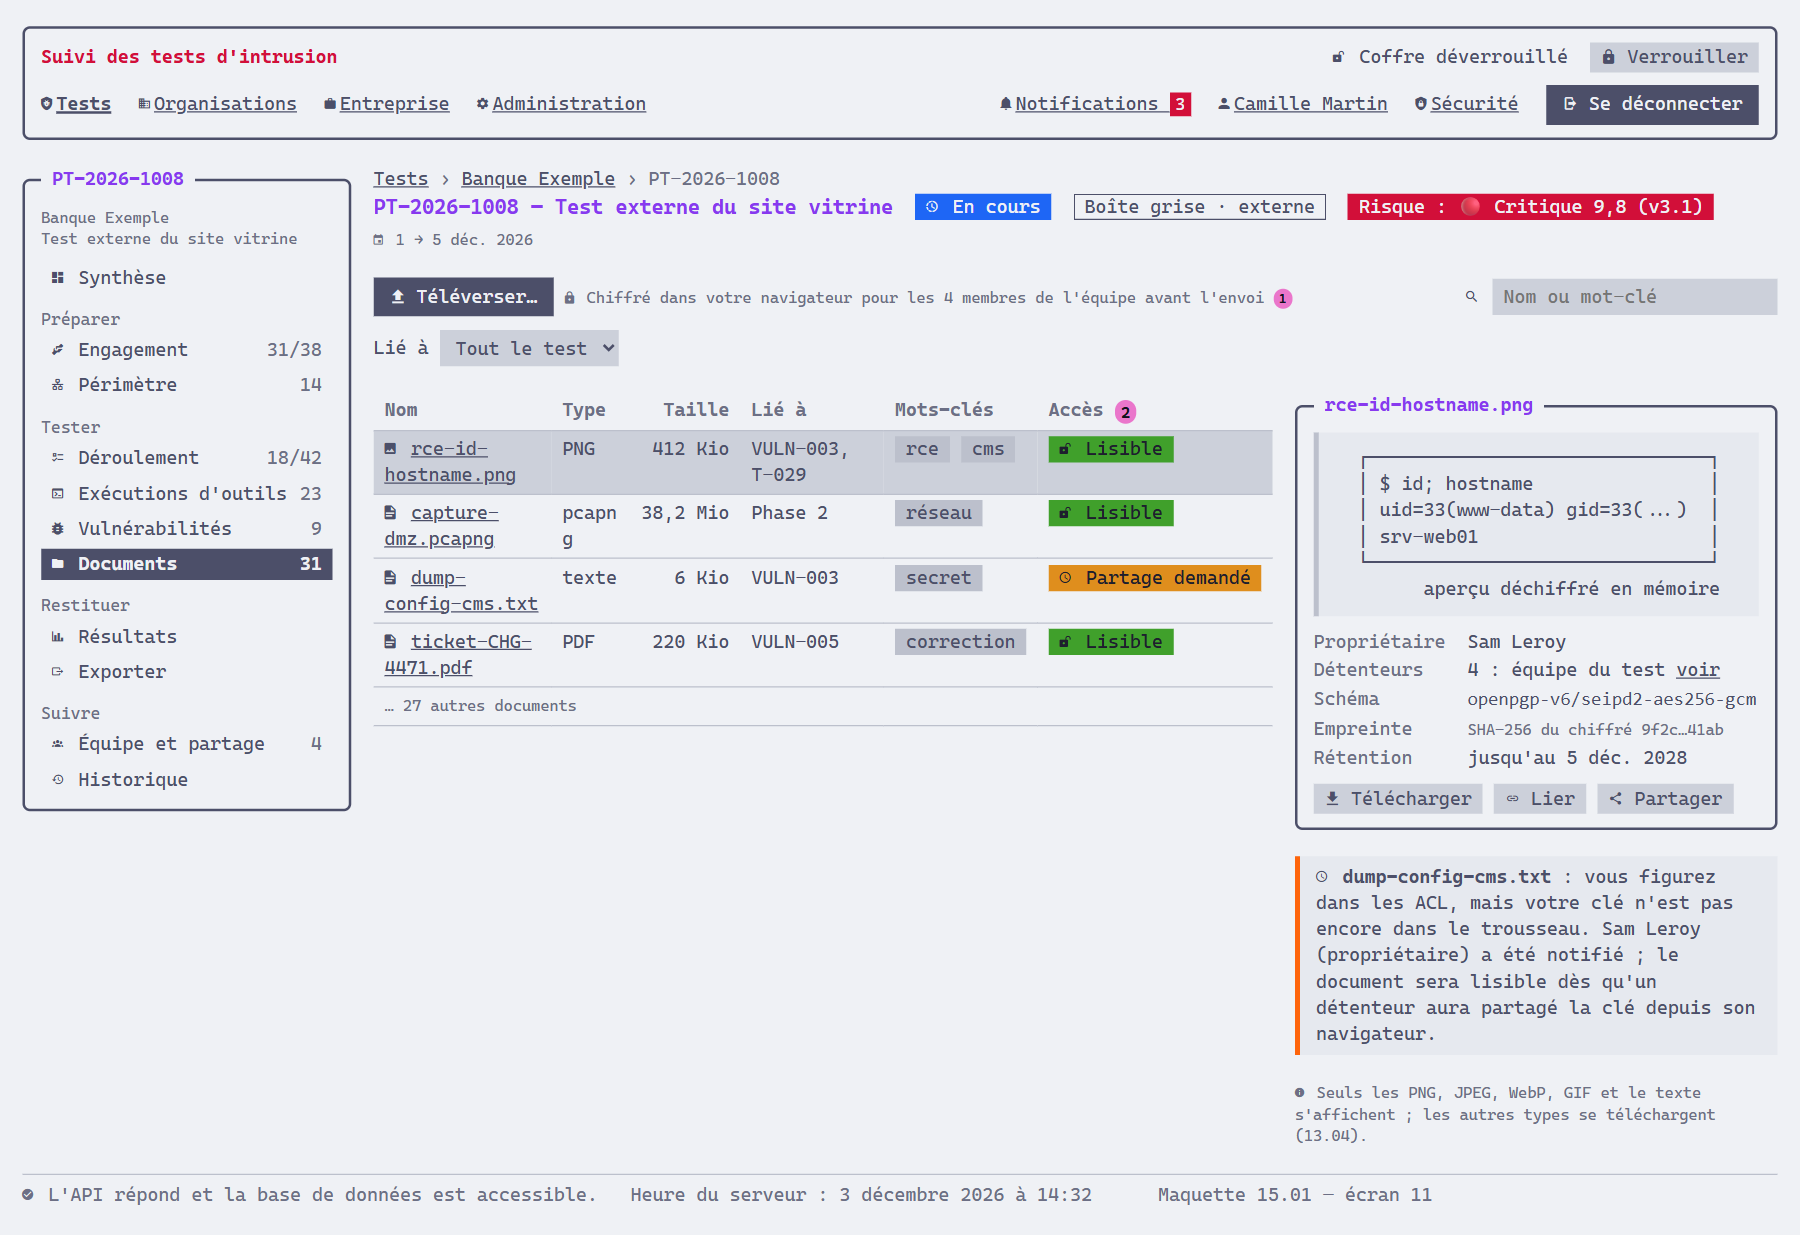 Suivi des tests d'intrusion
Coffre déverrouillé
Verrouiller
Tests
Organisations
Entreprise
Administration
Notifications 3
Camille Martin
Sécurité
Se déconnecter
PT-2026-1008
Banque Exemple
Test externe du site vitrine
Synthèse
Préparer
Engagement 31/38
Périmètre 14
Tester
Déroulement 18/42
Exécutions d'outils 23
Vulnérabilités 9
Documents 31
Restituer
Résultats
Exporter
Suivre
Équipe et partage 4
Historique
Tests › Banque Exemple › PT-2026-1008
PT-2026-1008 — Test externe du site vitrine
En cours
Boîte grise · externe
Risque : Critique 9,8 (v3.1)
1 → 5 déc. 2026
Téléverser…
Chiffré dans votre navigateur pour les 4 membres de l'équipe avant l'envoi 1
Nom ou mot-clé
Lié à Tout le test
Nom Type Taille Lié à Mots-clés Accès 2
rce-id- PNG 412 Kio VULN-003, rce cms Lisible
hostname.png T-029
capture- pcapn 38,2 Mio Phase 2 réseau Lisible
dmz.pcapng g
dump- texte 6 Kio VULN-003 secret Partage demandé
config-cms.txt
ticket-CHG- PDF 220 Kio VULN-005 correction Lisible
4471.pdf
… 27 autres documents
rce-id-hostname.png
$ id; hostname
uid=33(www-data) gid=33(...)
srv-web01
aperçu déchiffré en mémoire
Propriétaire Sam Leroy
Détenteurs 4 : équipe du test voir
Schéma openpgp-v6/seipd2-aes256-gcm
Empreinte SHA-256 du chiffré 9f2c…41ab
Rétention jusqu'au 5 déc. 2028
Télécharger
Lier
Partager
dump-config-cms.txt : vous figurez
dans les ACL, mais votre clé n'est pas
encore dans le trousseau. Sam Leroy
(propriétaire) a été notifié ; le
document sera lisible dès qu'un
détenteur aura partagé la clé depuis son
navigateur.
Seuls les PNG, JPEG, WebP, GIF et le texte
s'affichent ; les autres types se téléchargent
(13.04).
L'API répond et la base de données est accessible.
Heure du serveur : 3 décembre 2026 à 14:32
Maquette 15.01 — écran 11